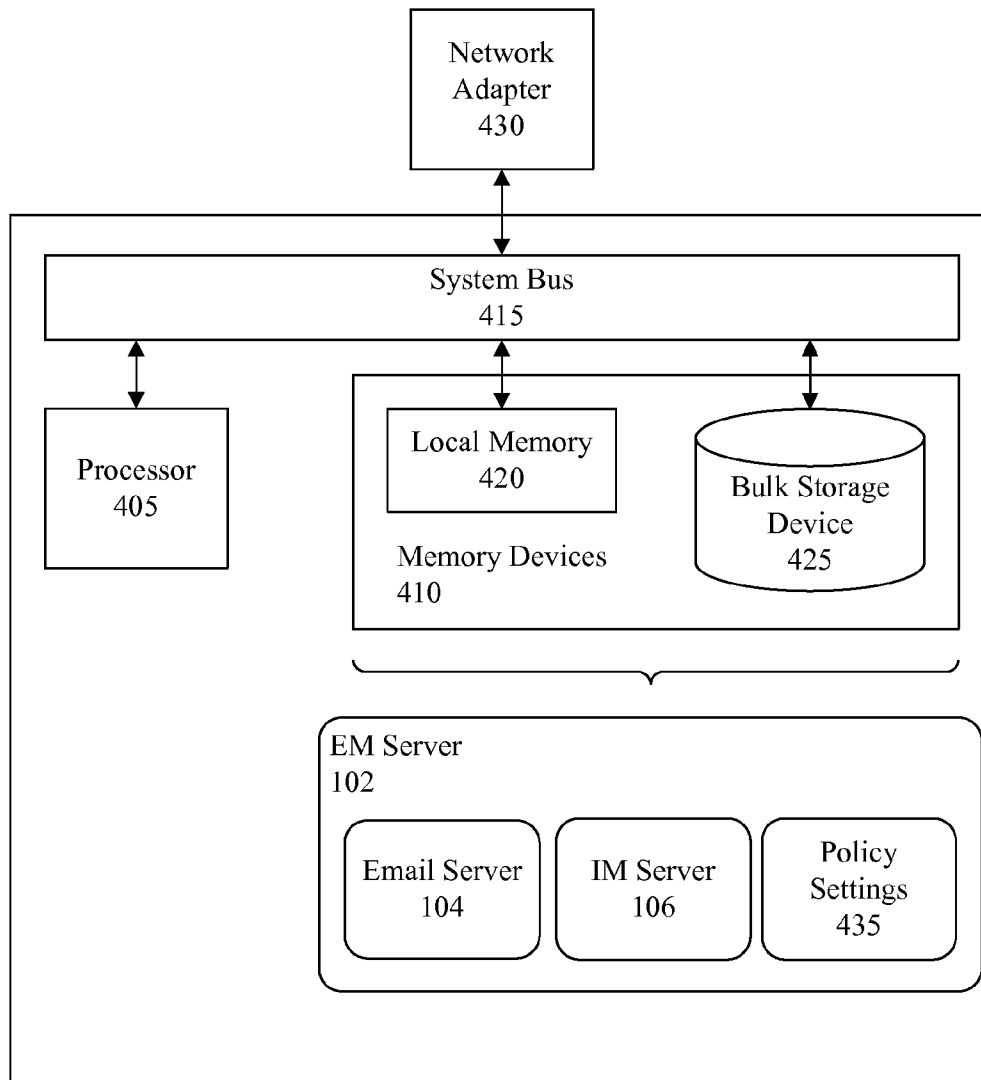 Network
Adapter
430
System Bus
415
Processor
405
Local Memory
420
Memory Devices
410
Bulk Storage
Device
425
EM Server
102
Email Server
104
IM Server
106
Policy
Settings
435